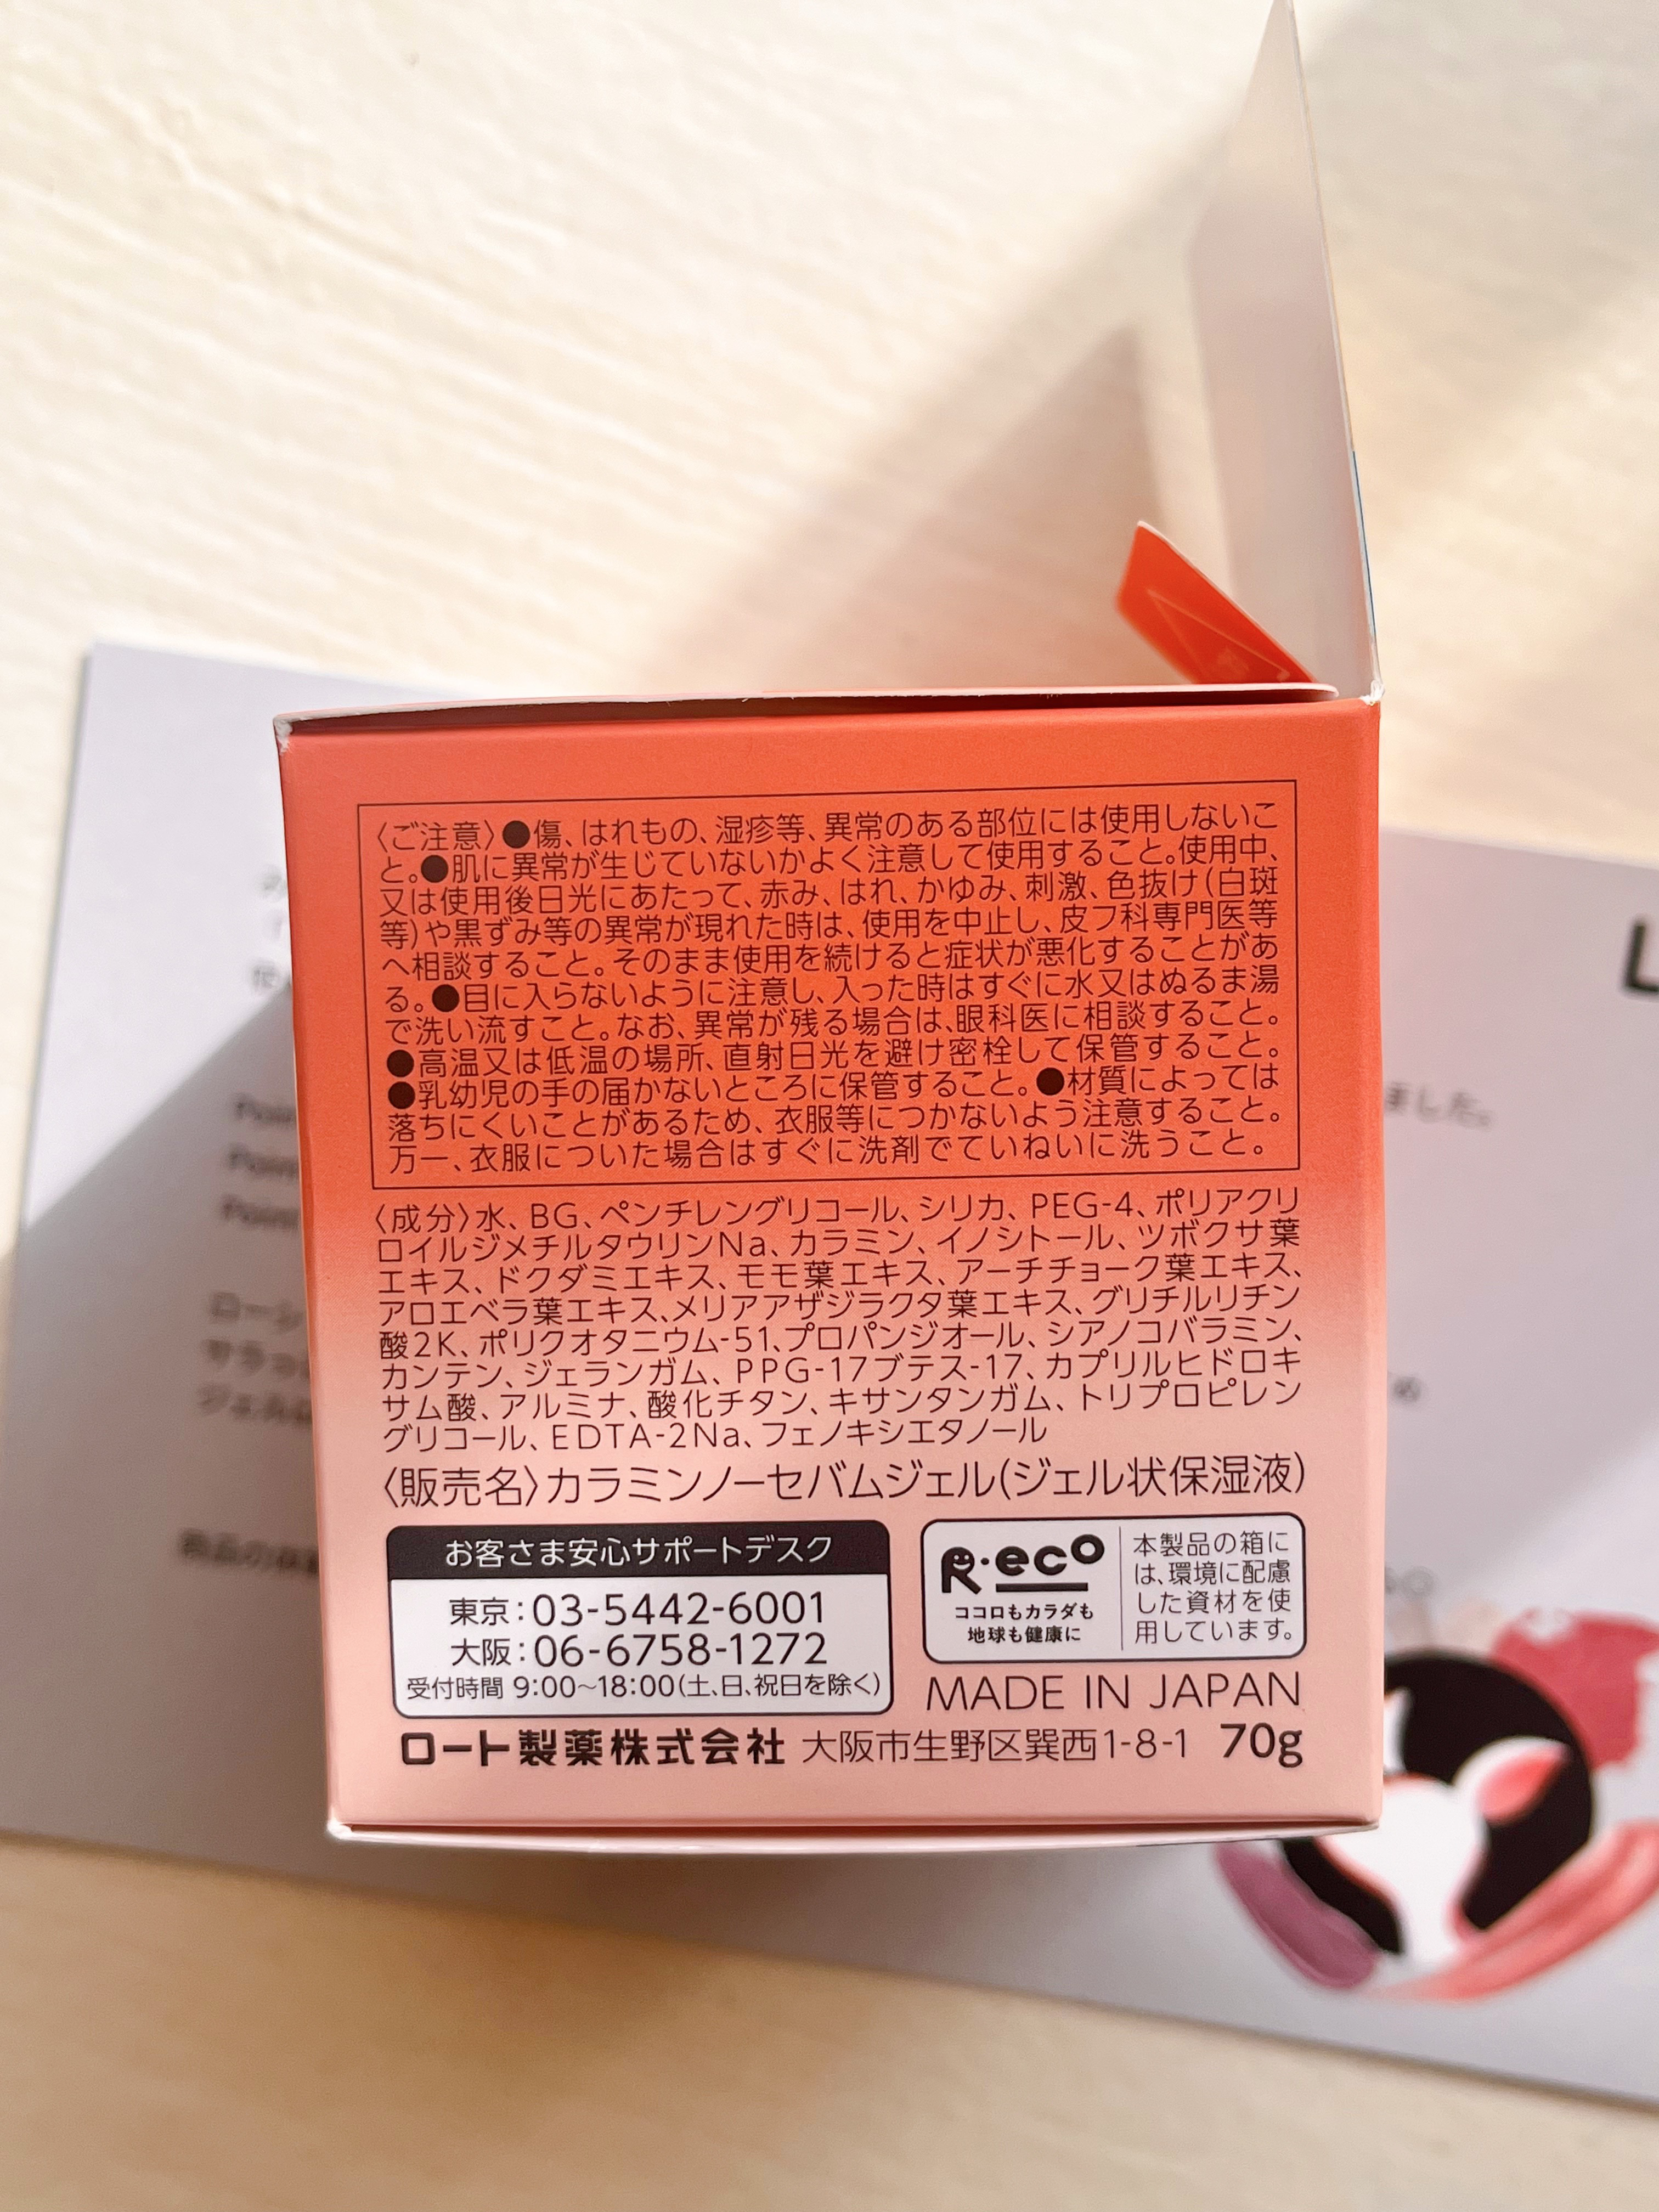 〈ご注意〉●傷、はれもの、湿疹等、異常のある部位には使用しないこ
と。●肌に異常が生じていないかよく注意して使用すること。使用中、
又は使用後日光にあたって、赤み、はれ、かゆみ、刺激、色抜け(白斑
等)や黒ずみ等の異常が現れた時は、使用を中止し、皮フ科専門医等
へ相談すること。そのまま使用を続けると症状が悪化することがあ
る。●目に入らないように注意し、入った時はすぐに水又はぬるま湯
で洗い流すこと。なお、異常が残る場合は、眼科医に相談すること。
●高温又は低温の場所、直射日光を避け密栓して保管すること。
●乳幼児の手の届かないところに保管すること。●材質によっては
落ちにくいことがあるため、衣服等につかないよう注意すること。
万一、衣服についた場合はすぐに洗剤でていねいに洗うこと。
〈成分〉水、BG、ペンチレングリコール、シリカ、PEG-4、ポリアクリ
ロイルジメチルタウリンNa、カラミン、イノシトール、ツボクサ葉
エキス、ドクダミエキス、モモ葉エキス、アーチチョーク葉エキス、
アロエベラ葉エキス、メリアアザジラクタ葉エキス、グリチルリチン
酸2K、ポリクオタニウム-51、プロパンジオール、シアノコバラミン、
カンテン、ジェランガム、PPG-17ブテス-17、カプリルヒドロキ
サム酸、アルミナ、酸化チタン、キサンタンガム、トリプロピレン
グリコール、EDTA-2Na、フェノキシエタノール
〈販売名〉カラミンノーセバムジェル(ジェル状保湿液)
お客さま安心サポートデスク
東京:03-5442-6001
大阪:06-6758-1272
受付時間 9:00~18:00(土、日、祝日を除く)
R·eco
ココロもカラダも
地球も健康に
本製品の箱に
は、環境に配慮
した資材を使
用しています。
MADE IN JAPAN
ロート製薬株式会社 大阪市生野区巽西1-8-1 70g
Point
Point
Point
ました。